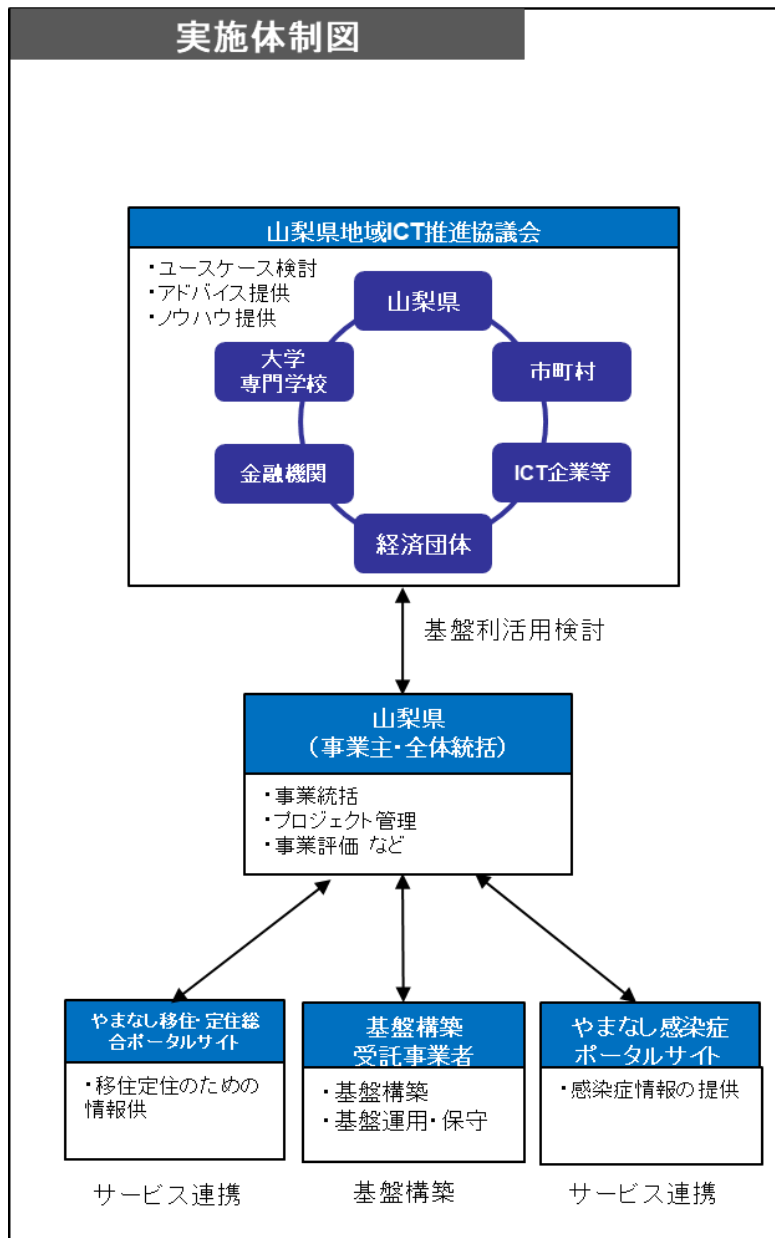 実施体制図
山梨県地域ICT推進協議会
・ユースケース検討
・アドバイス提供
・ノウハウ提供
山梨県
大学
専門学校
市町村
金融機関
ICT企業等
経済団体
基盤利活用検討
山梨県
（事業主・全体統括）
・事業統括
・プロジェクト管理
・事業評価 など
やまなし移住・定住総
合ポータルサイト
・移住定住のための
情報供
サービス連携
基盤構築
受託事業者
・基盤構築
・基盤運用・保守
基盤構築
やまなし感染症
ポータルサイト
・感染症情報の提供
サービス連携